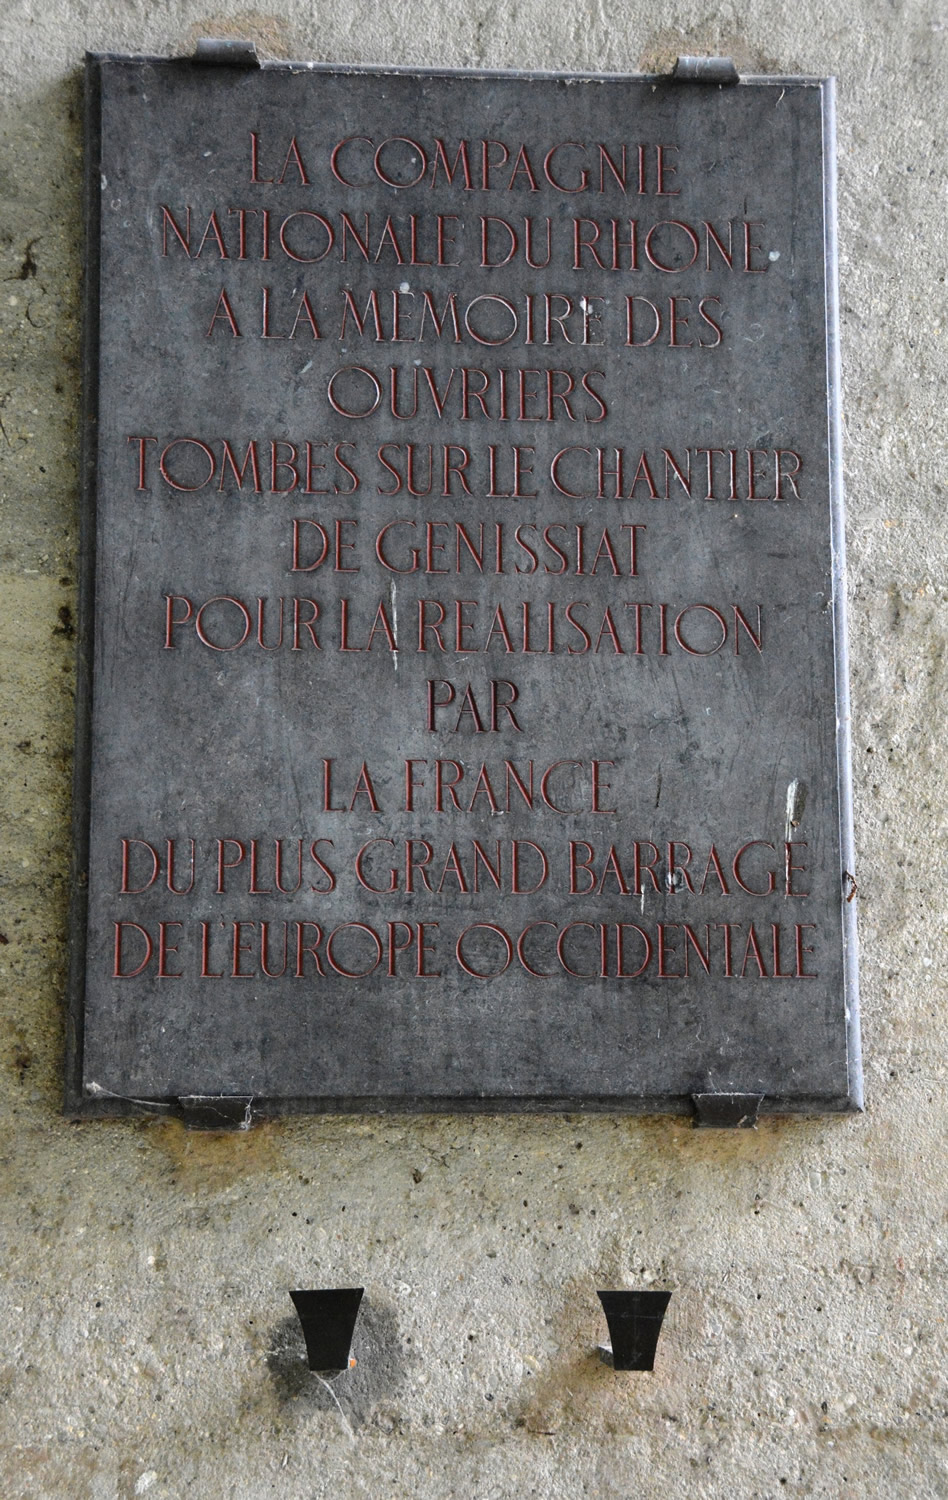 LA COMPAGNIE
NATIONALE DU RHONE
A LA MEMOIRE DES
OUVRIERS
TOMBES SUR LE CHANTIER
DE GENISSIAT
POUR LA REALISATION
PAR
LA FRANCE
DU PLUS GRAND BARRAGE
DE L'EUROPE OCCIDENTALE